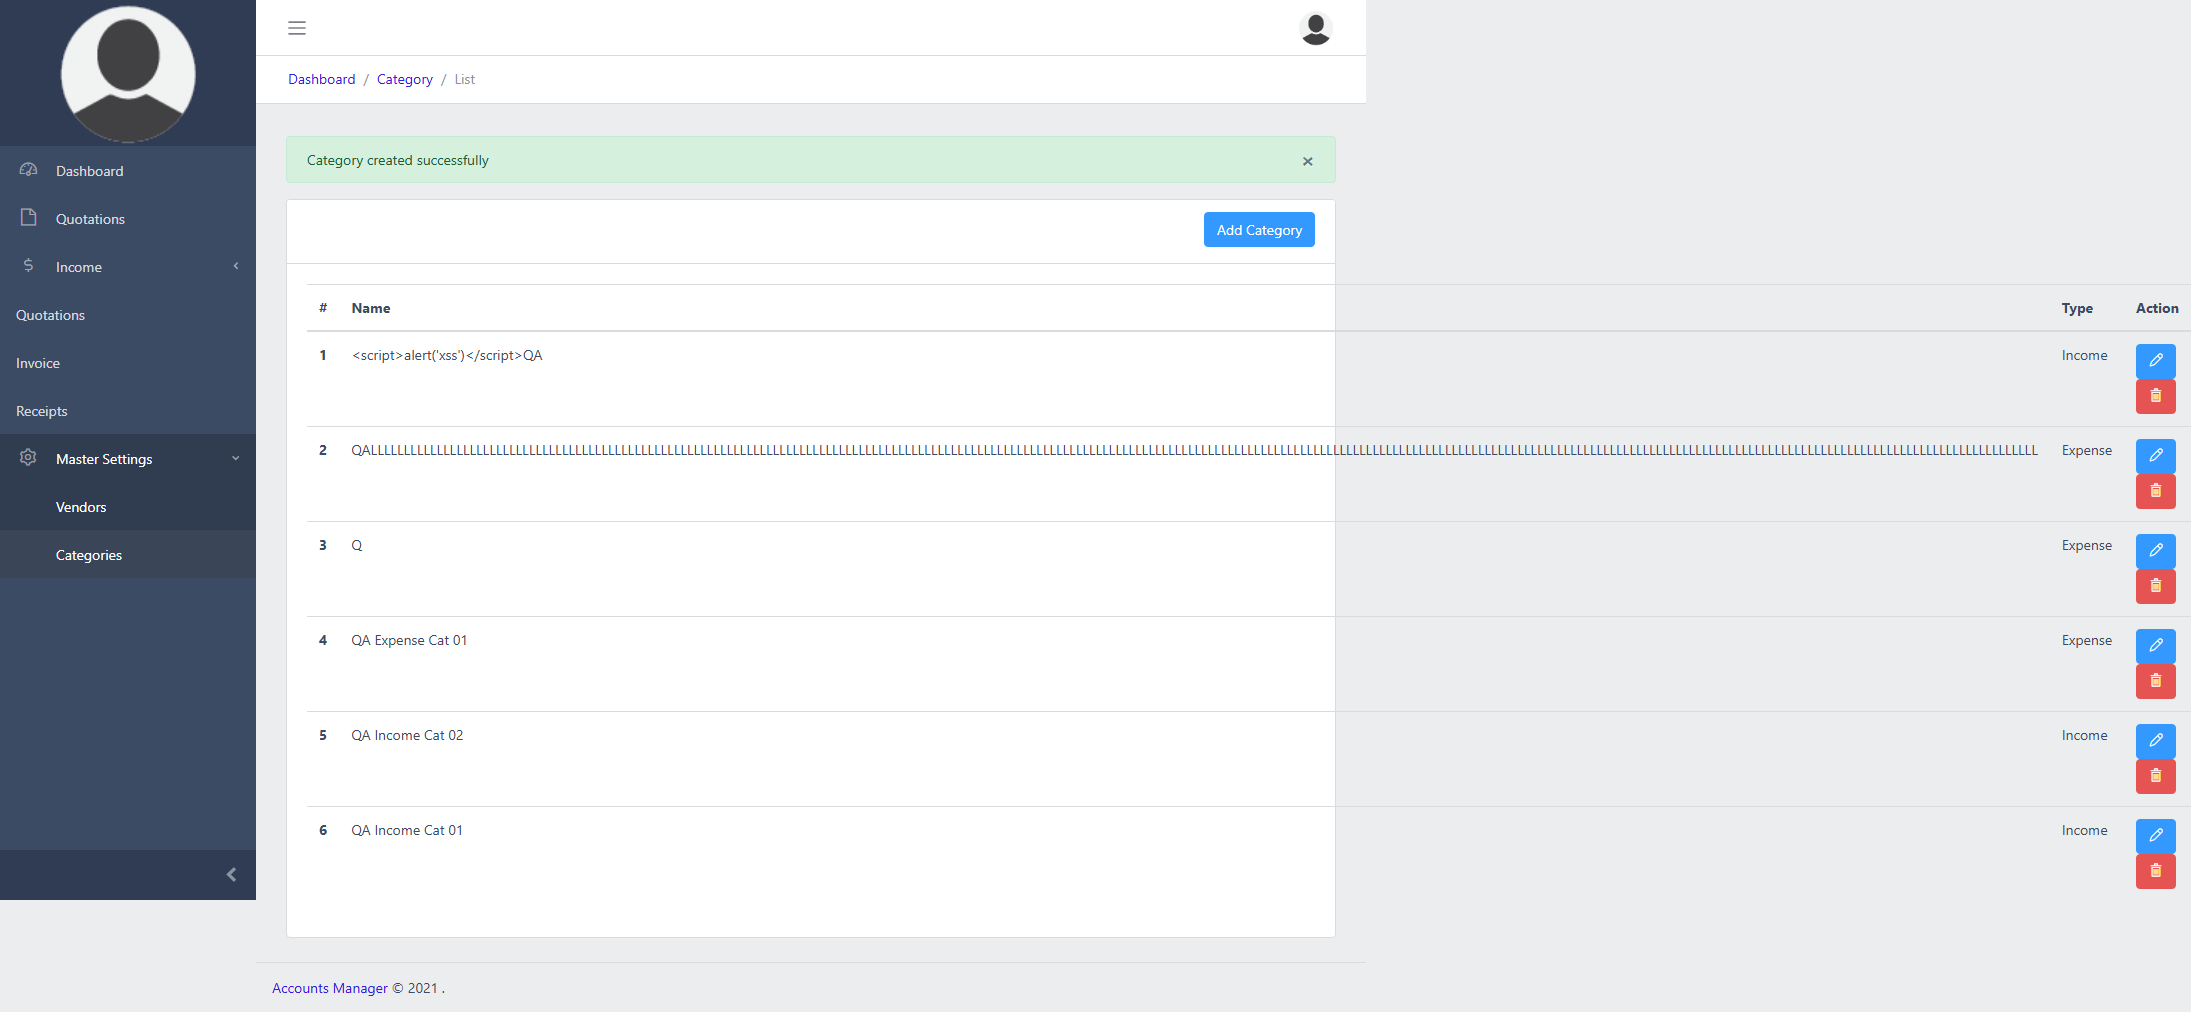 Dashboard / Category / List
Dashboard
Quotations
Income
Quotations
Invoice
Receipts
Master Settings
Vendors
Categories
Category created successfully ×
Add Category
# Name Type Action
1 <script>alert('xss')</script>QA Income
2 Expense
3 Q Expense
4 QA Expense Cat 01 Expense
5 QA Income Cat 02 Income
6 QA Income Cat 01 Income
Accounts Manager © 2021 .